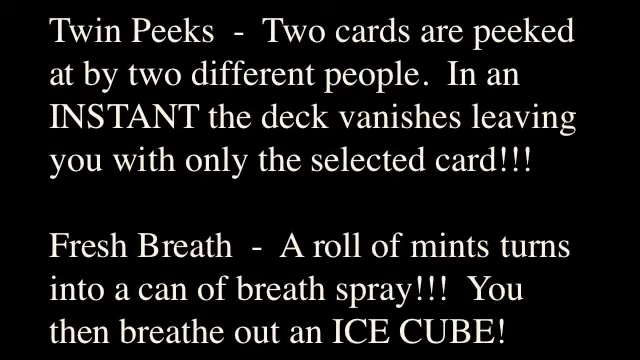 Twin Peeks  -  Two cards are peeked
at by two different people.  In an
INSTANT the deck vanishes leaving
you with only the selected card!!!
Fresh Breath  -  A roll of mints turns
into a can of breath spray!!!  You
then breathe out an ICE CUBE!